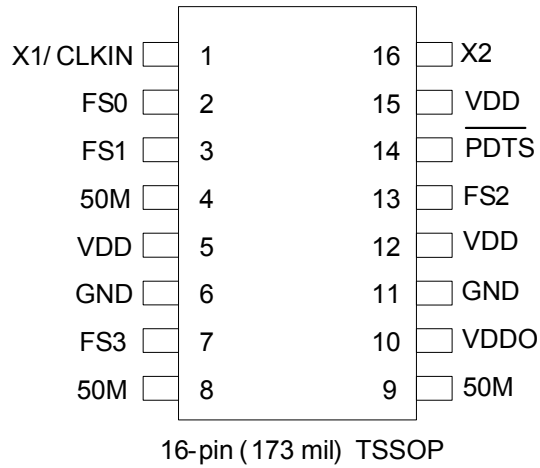 X1/ CLKIN 1 16 X2
FS0 2 15 VDD
FS1 3 14 PDTS
50M 4 13 FS2
VDD 5 12 VDD
GND 6 11 GND
FS3 7 10 VDDO
50M 8 9 50M
16-pin (173 mil) TSSOP